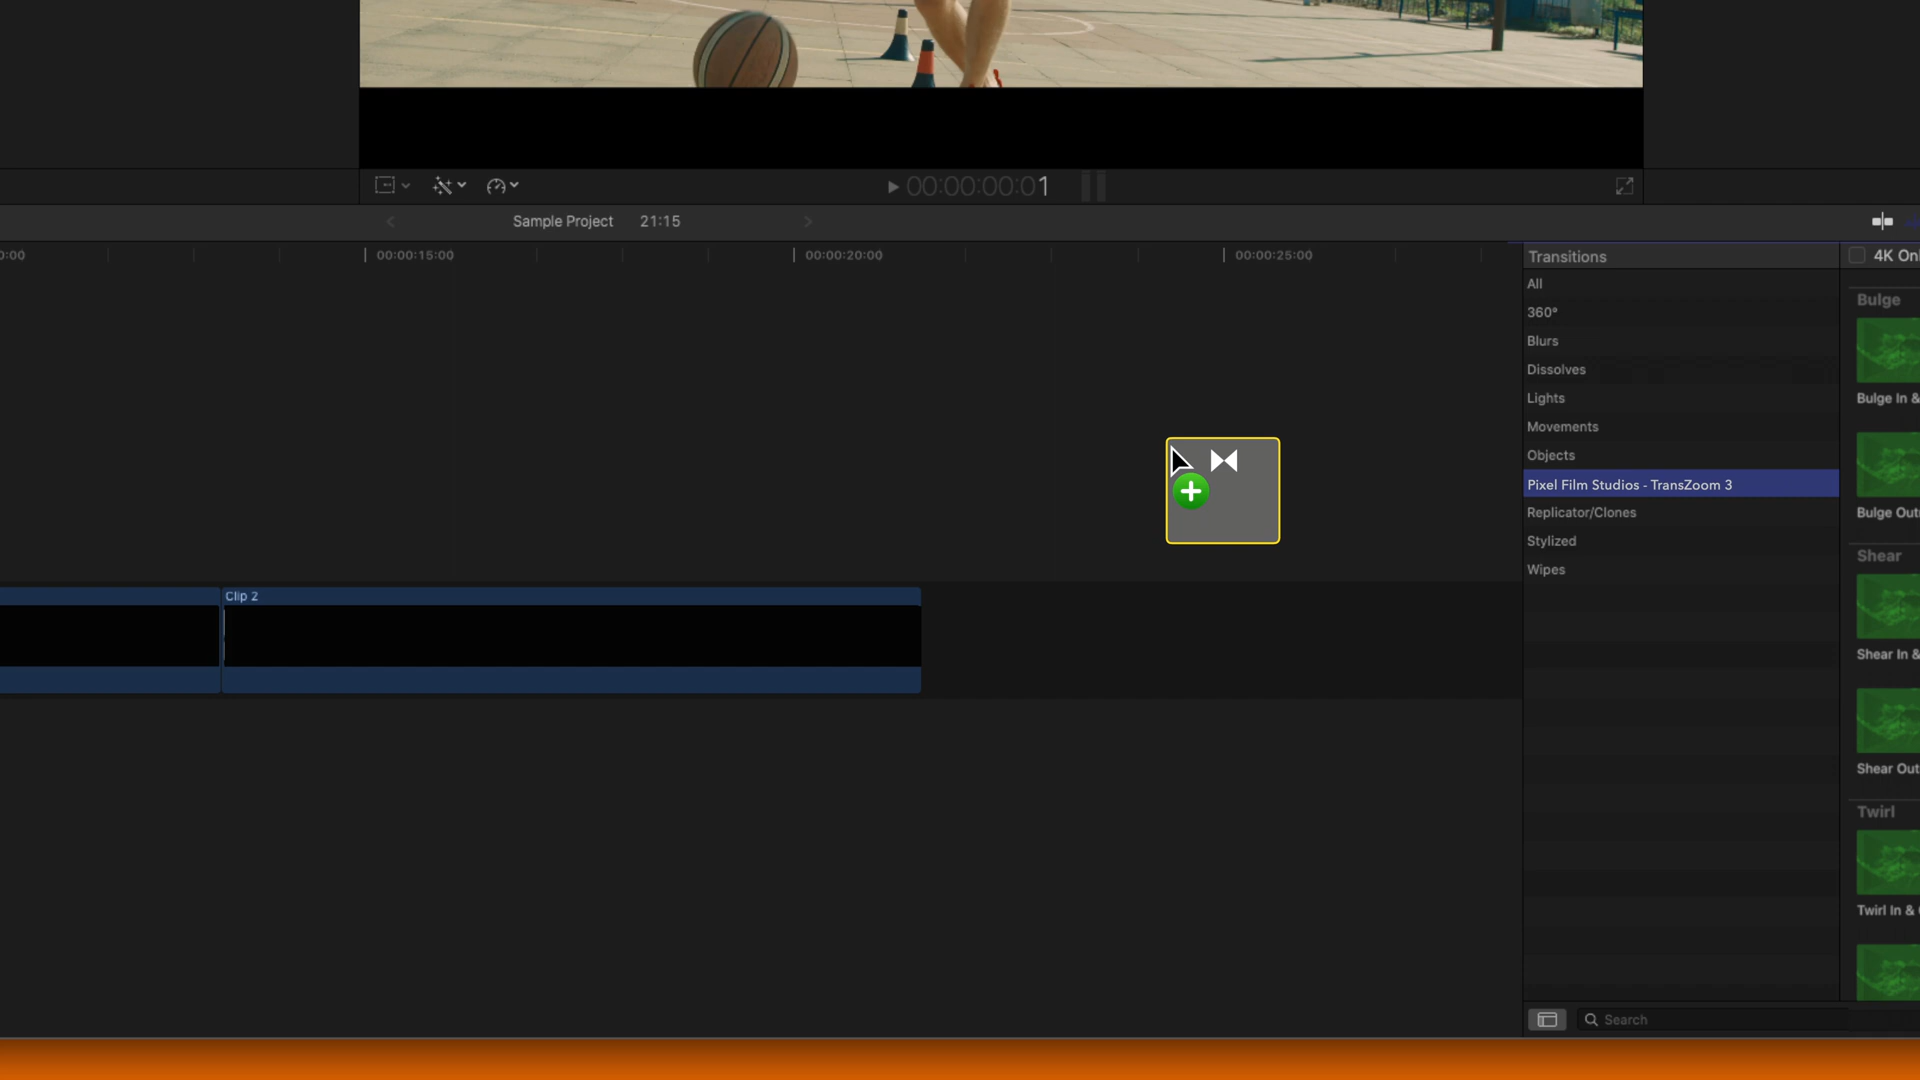 00:00:00:01
Sample Project 21:15
0:00
00:00:15:00
00:00:20:00
00:00:25:00
Transitions
4K Onl
All
360°
Blurs
Dissolves
Lights
Movements
Objects
Pixel Film Studios - TransZoom 3
Replicator/Clones
Stylized
Wipes
Bulge
Bulge In &
Bulge Out
Shear
Shear In &
Shear Out
Twirl
Twirl In &
Clip 2
Search